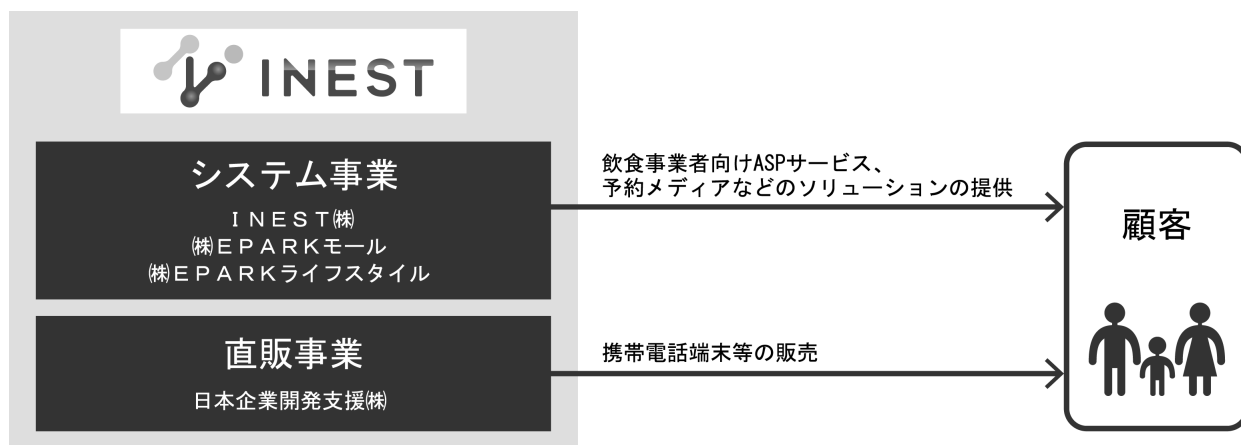 INEST
システム事業
ＩＮＥＳＴ㈱
㈱ＥＰＡＲＫモール
㈱ＥＰＡＲＫライフスタイル
飲食事業者向けASPサービス、
予約メディアなどのソリューションの提供
直販事業
日本企業開発支援㈱
携帯電話端末等の販売
顧客